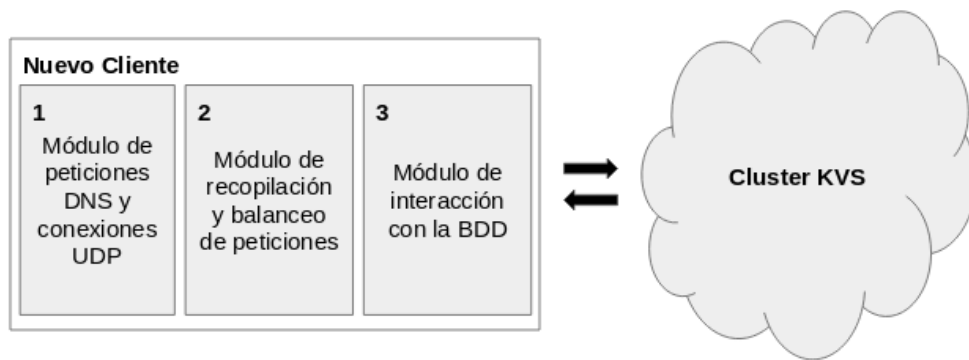 Nuevo Cliente
1
Módulo de
peticiones
DNS y
conexiones
UDP
2
Módulo de
recopilación
y balanceo
de peticiones
3
Módulo de
interacción
con la BDD
Cluster KVS